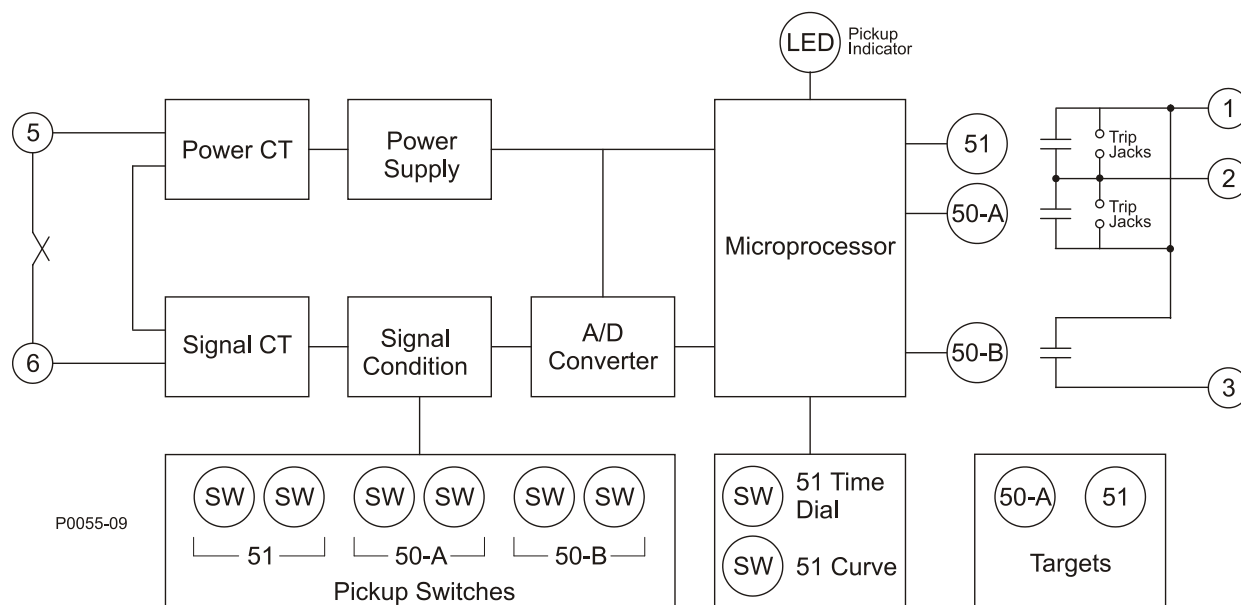 LED
Pickup
Indicator
5
Power CT
Power
Supply
51
Trip
Jacks
1
2
50-A
Trip
Jacks
Microprocessor
6
Signal CT
Signal
Condition
A/D
Converter
50-B
3
SW SW SW SW SW SW
51 50-A 50-B
Pickup Switches
SW 51 Time
Dial
SW 51 Curve
50-A 51
Targets
P0055-09